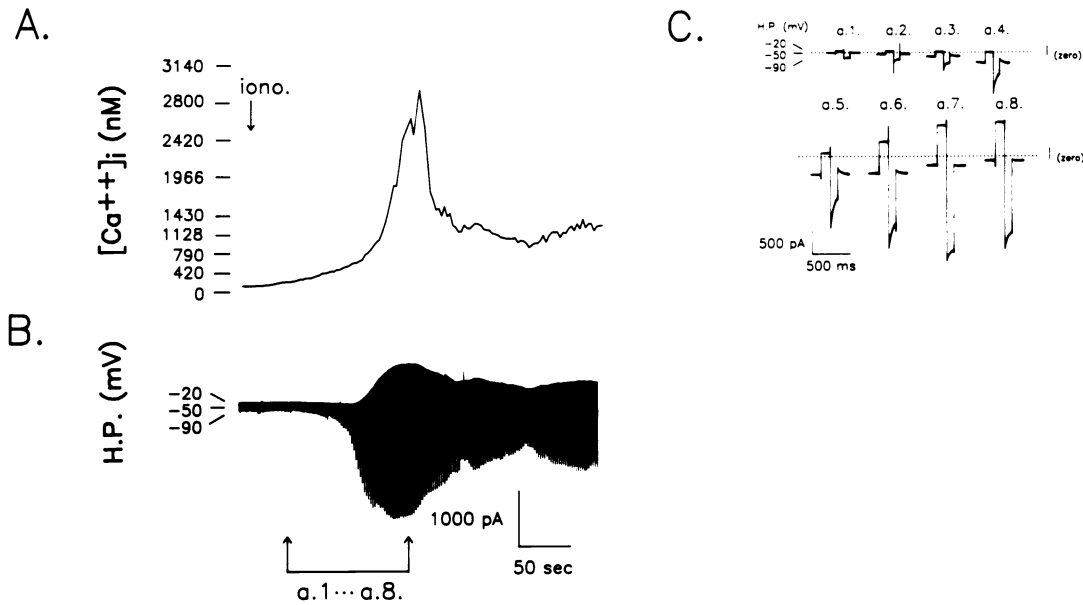 A.
[Ca++]i (nM)
3140
2800
2420
1966
1430
1128
790
420
0
iono.
B.
H.P. (mV)
-20
-50
-90
1000 pA
50 sec
a.1···a.8.
C.
H.P. (mV)
-20
-50
-90
a.1. a.2. a.3. a.4.
I (zero)
a.5. a.6. a.7. a.8.
I (zero)
500 pA
500 ms